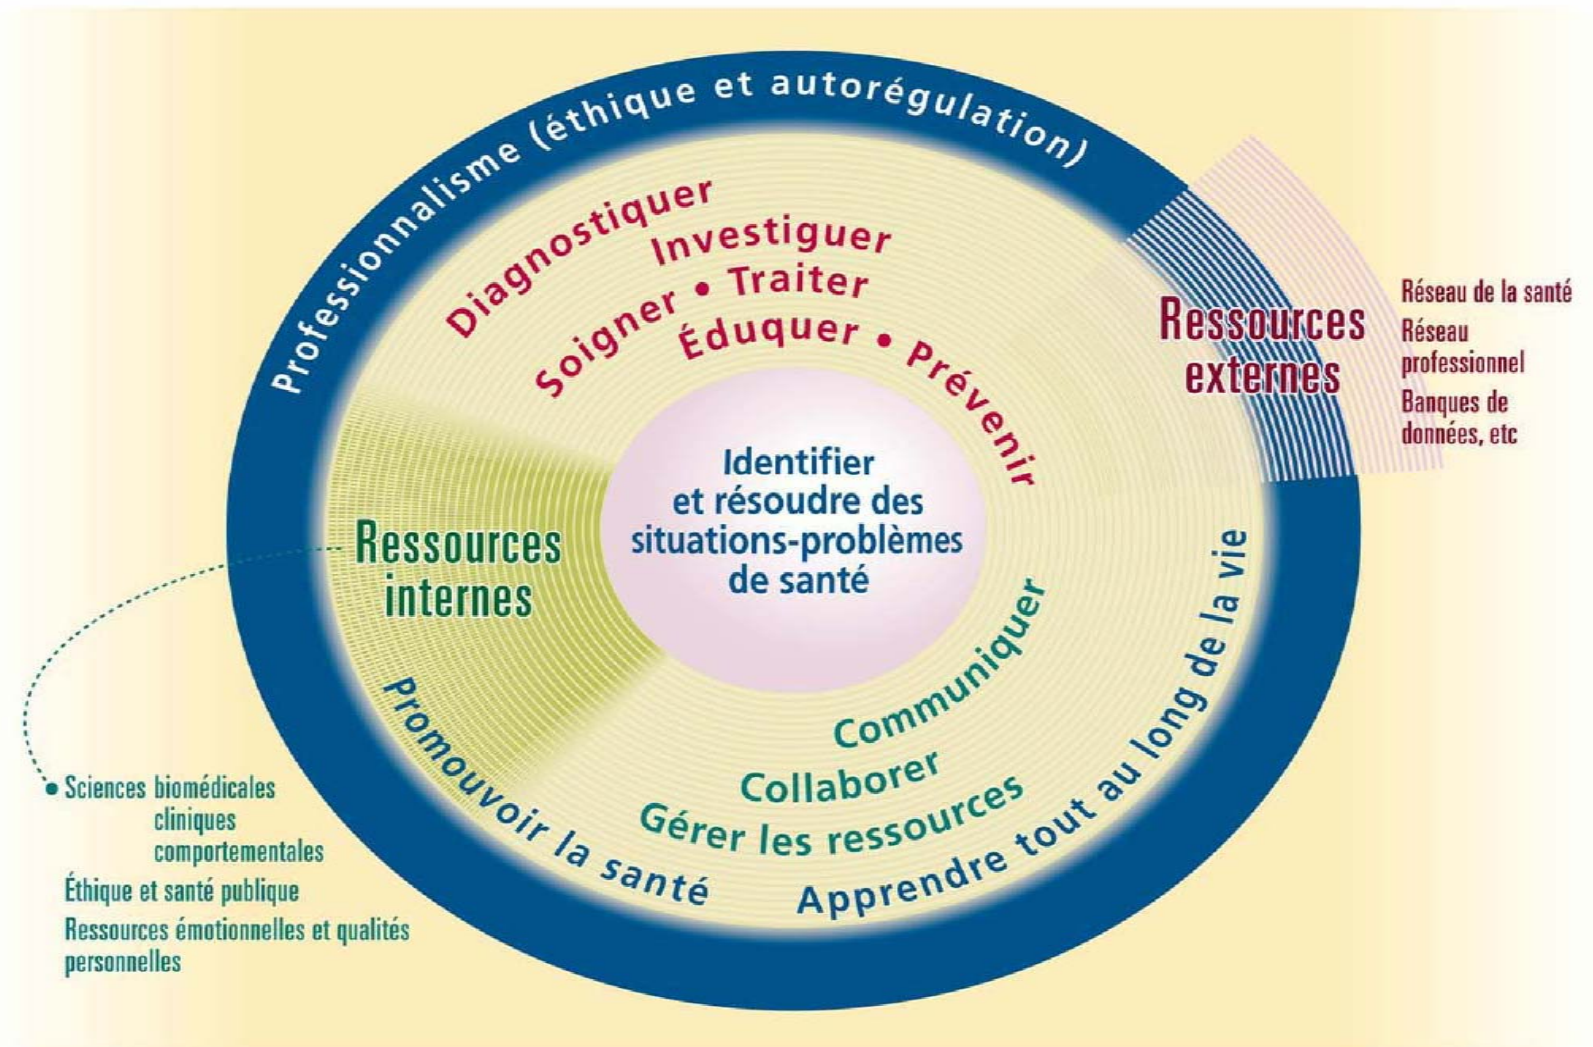 Professionnalisme (éthique et autorégulation)
Diagnostiquer
Investiguer
Soigner • Traiter
Éduquer • Prévenir
Ressources
externes
Réseau de la santé
Réseau
professionnel
Banques de
données, etc
Identifier
et résoudre des
situations-problèmes
de santé
Ressources
internes
Communiquer
Collaborer
Gérer les ressources
Promouvoir la santé
Apprendre tout au long de la vie
• Sciences biomédicales
cliniques
comportementales
Éthique et santé publique
Ressources émotionnelles et qualités
personnelles